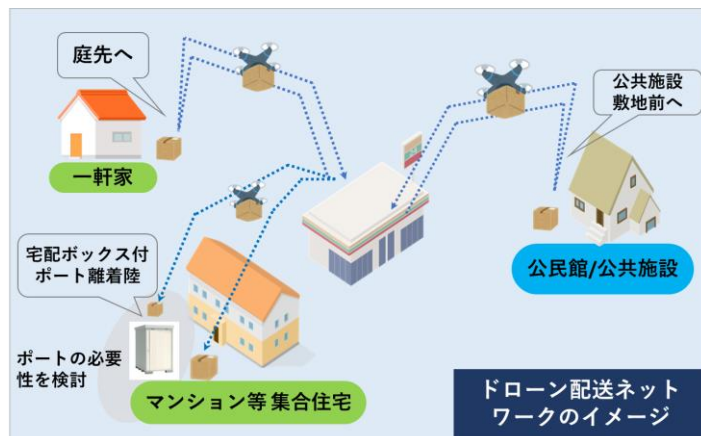 庭先へ
一軒家
公共施設
敷地前へ
公民館/公共施設
宅配ボックス付
ポート離着陸
ポートの必要
性を検討
マンション等 集合住宅
ドローン配送ネット
ワークのイメージ